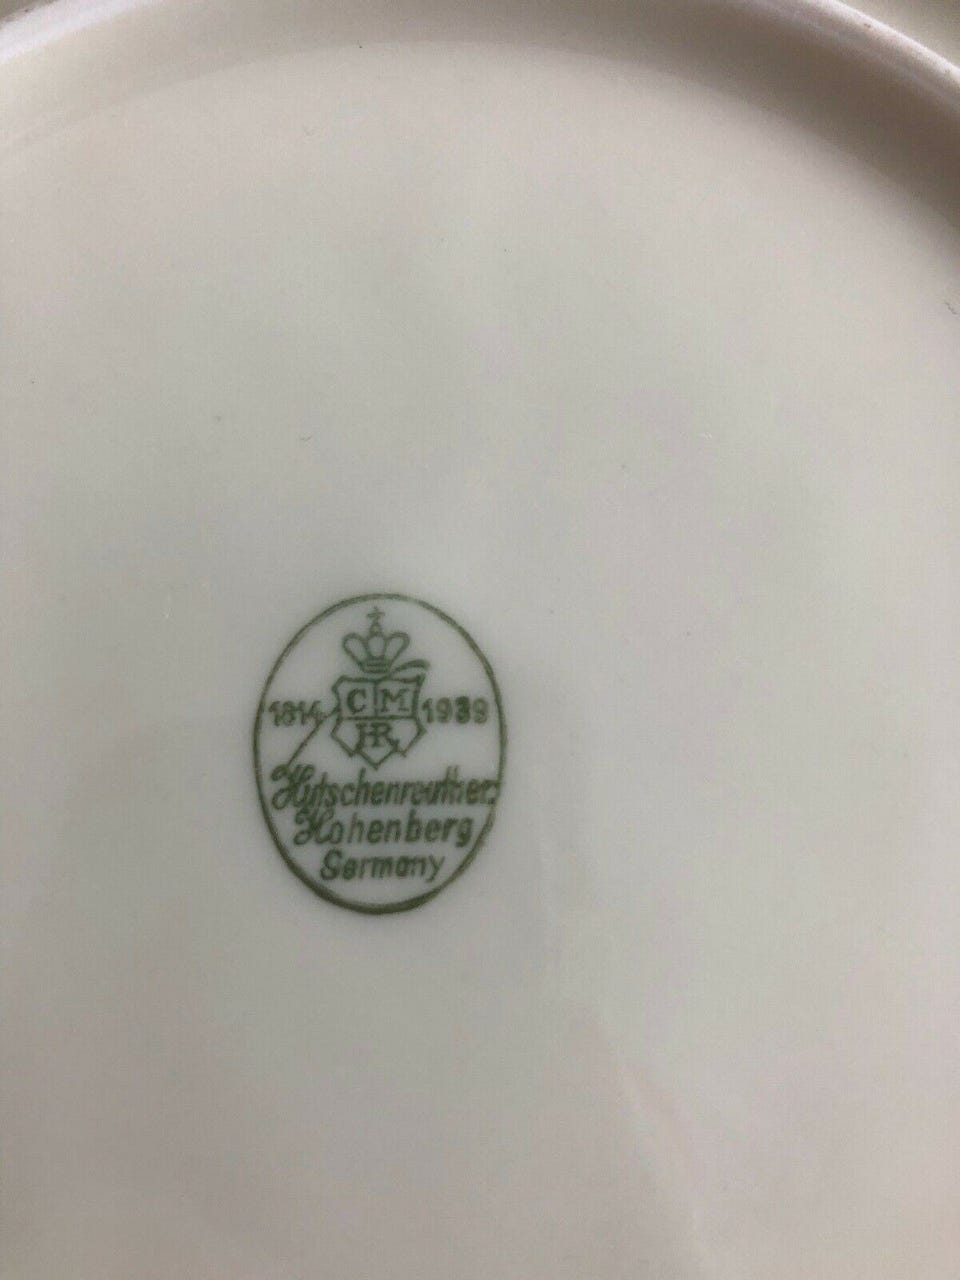 C M
1814 1939
HR
Hutschenreuther
Hohenberg
Germany